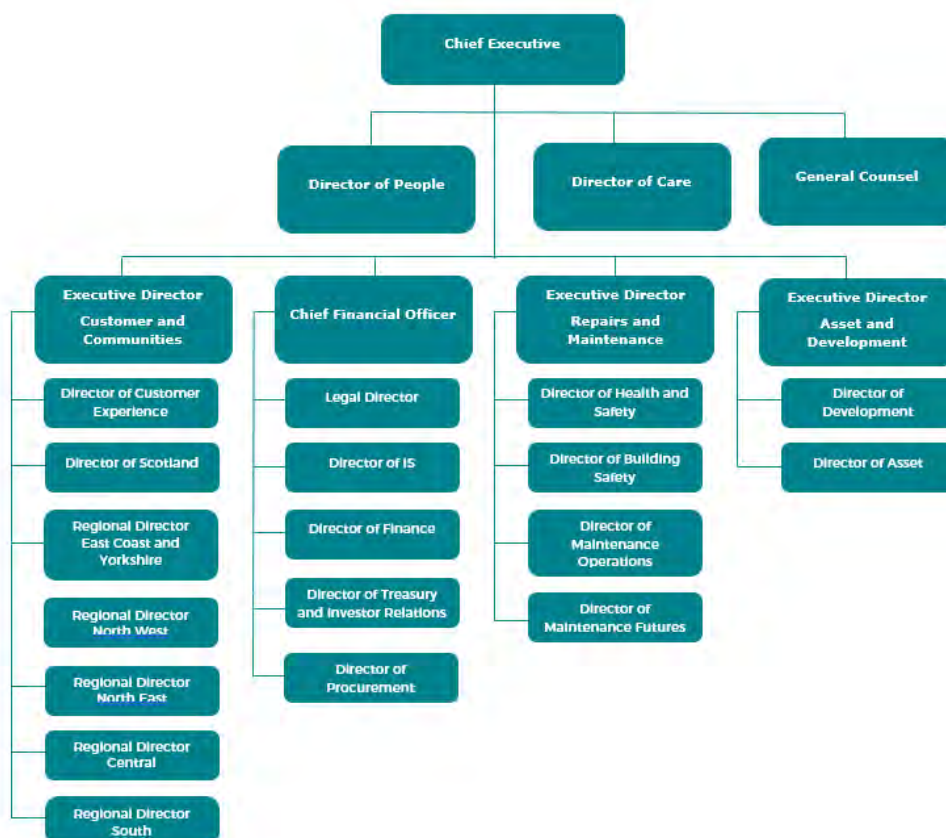 Chief Executive
Director of People
Director of Care
General Counsel
Executive Director
Customer and
Communities
Chief Financial Officer
Executive Director
Repairs and
Maintenance
Executive Director
Asset and
Development
Director of Customer
Experience
Director of Scotland
Regional Director
East Coast and
Yorkshire
Regional Director
North West
Regional Director
North East
Regional Director
Central
Regional Director
South
Legal Director
Director of IS
Director of Finance
Director of Treasury
and Investor Relations
Director of
Procurement
Director of Health and
Safety
Director of Building
Safety
Director of
Maintenance
Operations
Director of
Maintenance Futures
Director of
Development
Director of Asset